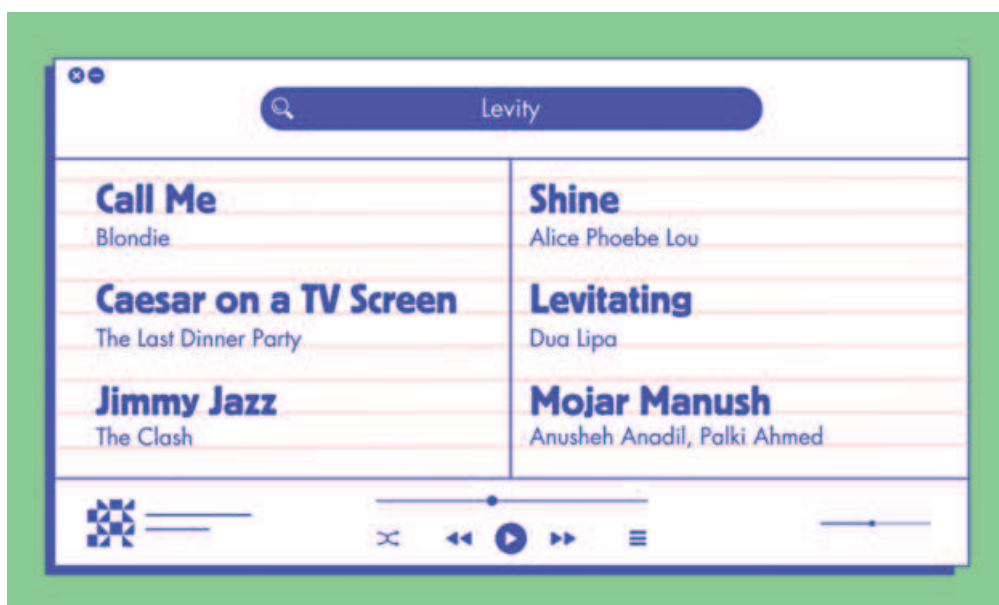 Levity
Call Me
Blondie
Caesar on a TV Screen
The Last Dinner Party
Jimmy Jazz
The Clash
Shine
Alice Phoebe Lou
Levitating
Dua Lipa
Mojar Manush
Anusheh Anadil, Palki Ahmed